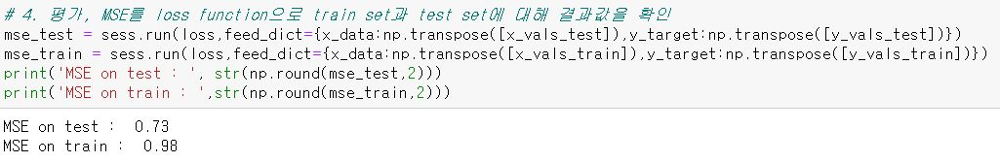 # 4. 평가, MSE를 loss function으로 train set과 test set에 대해 결과값을 확인
mse_test = sess.run(loss,feed_dict={x_data:np.transpose([x_vals_test]),y_target:np.transpose([y_vals_test])})
mse_train = sess.run(loss,feed_dict={x_data:np.transpose([x_vals_train]),y_target:np.transpose([y_vals_train])})
print('MSE on test : ', str(np.round(mse_test,2)))
print('MSE on train : ',str(np.round(mse_train,2)))
MSE on test :  0.73
MSE on train :  0.98